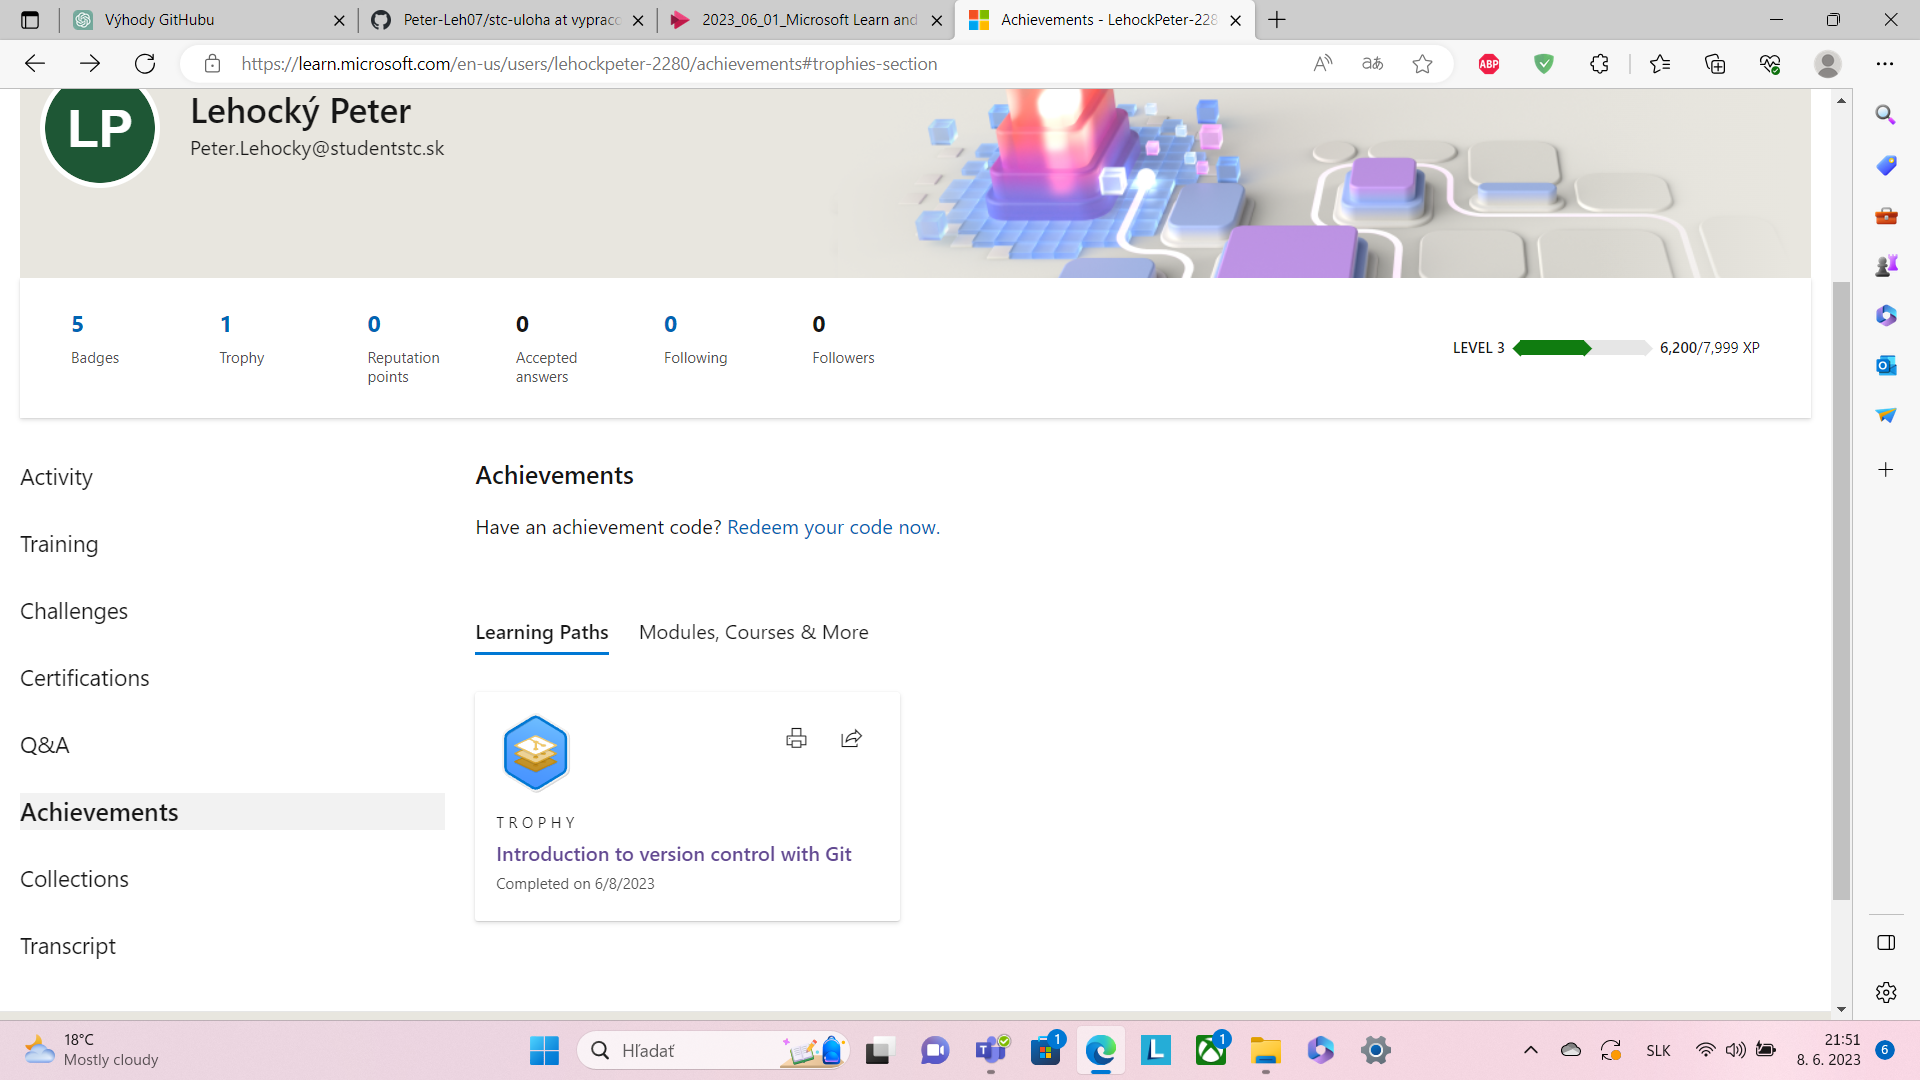 Výhody GitHubu
Peter-Leh07/stc-uloha at vypracc
2023_06_01_Microsoft Learn and
Achievements - LehockPeter-228
https://learn.microsoft.com/en-us/users/lehockpeter-2280/achievements#trophies-section
ABP
LP
Lehocký Peter
Peter.Lehocky@studentstc.sk
5
Badges
1
Trophy
0
Reputation
points
0
Accepted
answers
0
Following
0
Followers
LEVEL 3
6,200/7,999 XP
Activity
Training
Challenges
Certifications
Q&A
Achievements
Collections
Transcript
Achievements
Have an achievement code? Redeem your code now.
Learning Paths
Modules, Courses & More
TROPHY
Introduction to version control with Git
Completed on 6/8/2023
18°C
Mostly cloudy
Hľadať
1
L
1
SLK
21:51
8. 6. 2023
6